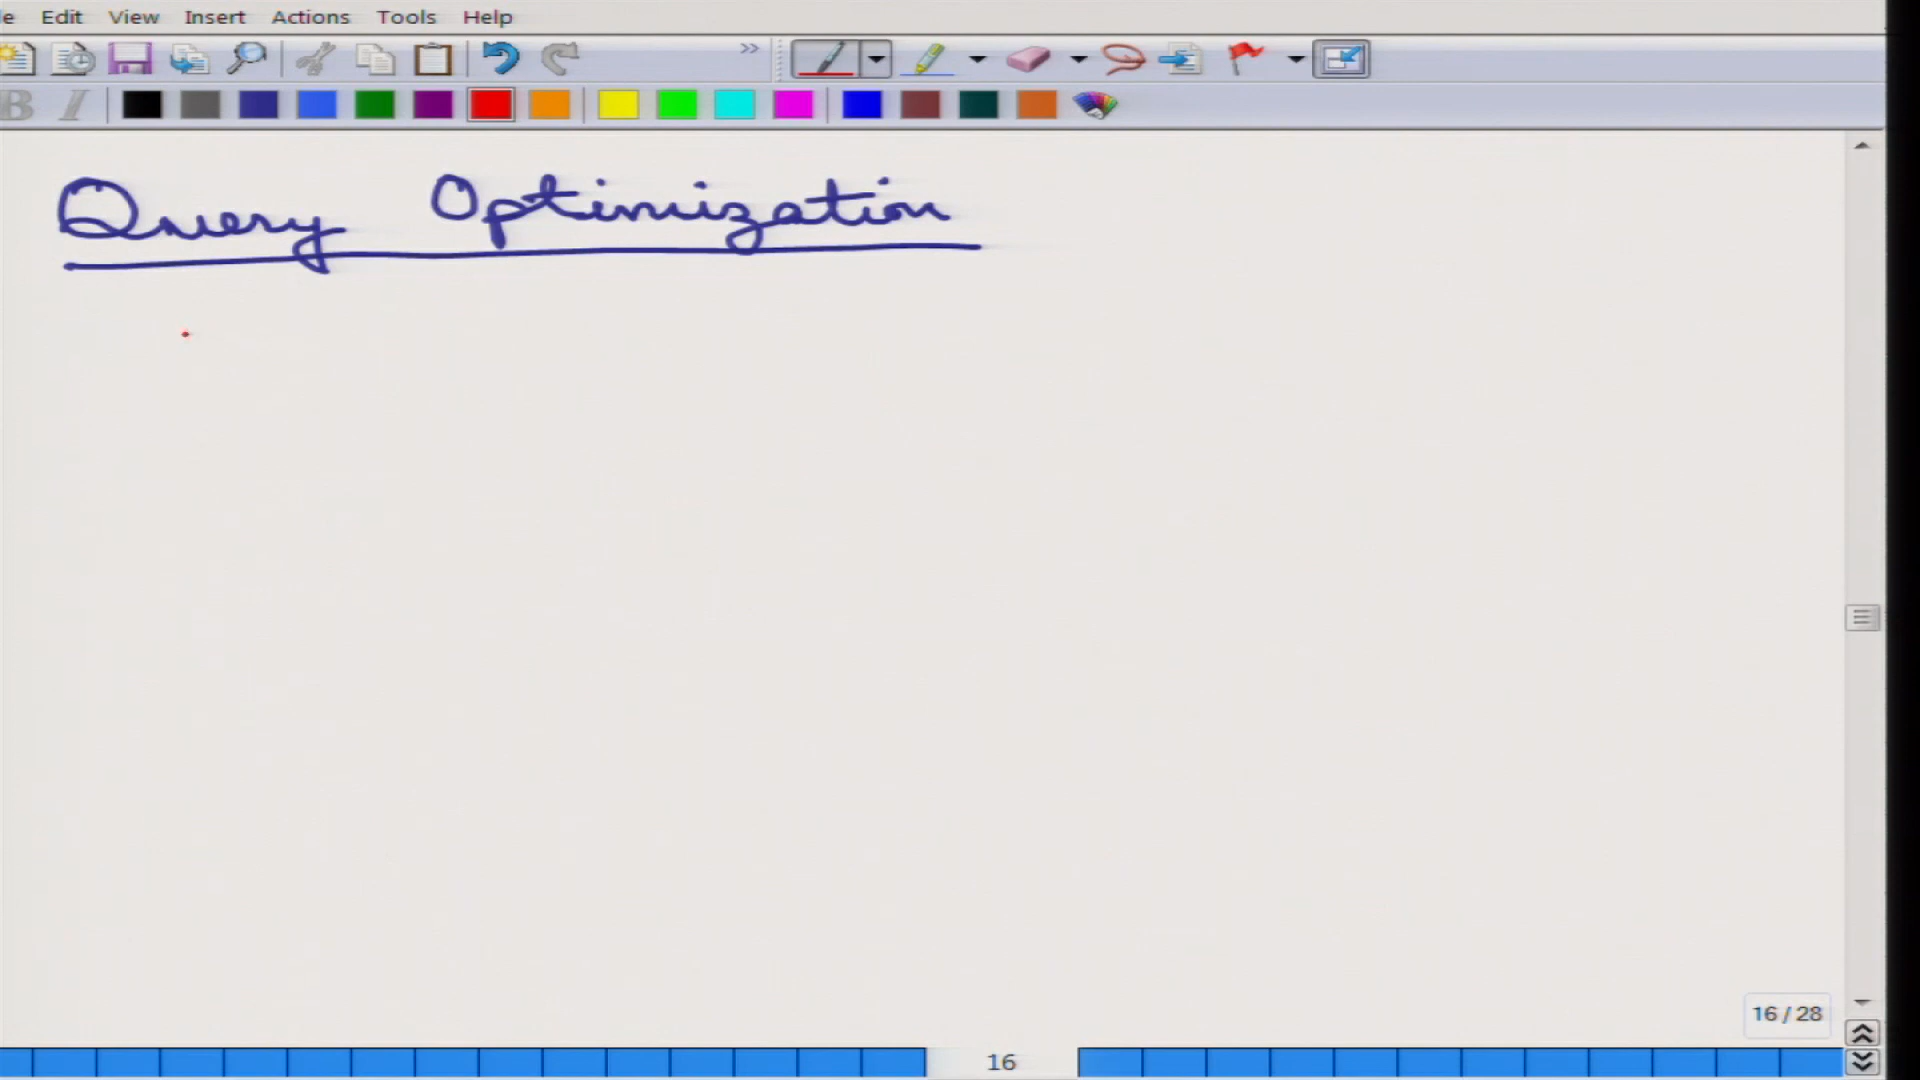 Edit View Insert Actions Tools Help
B I
Query Optimization
16 / 28
16